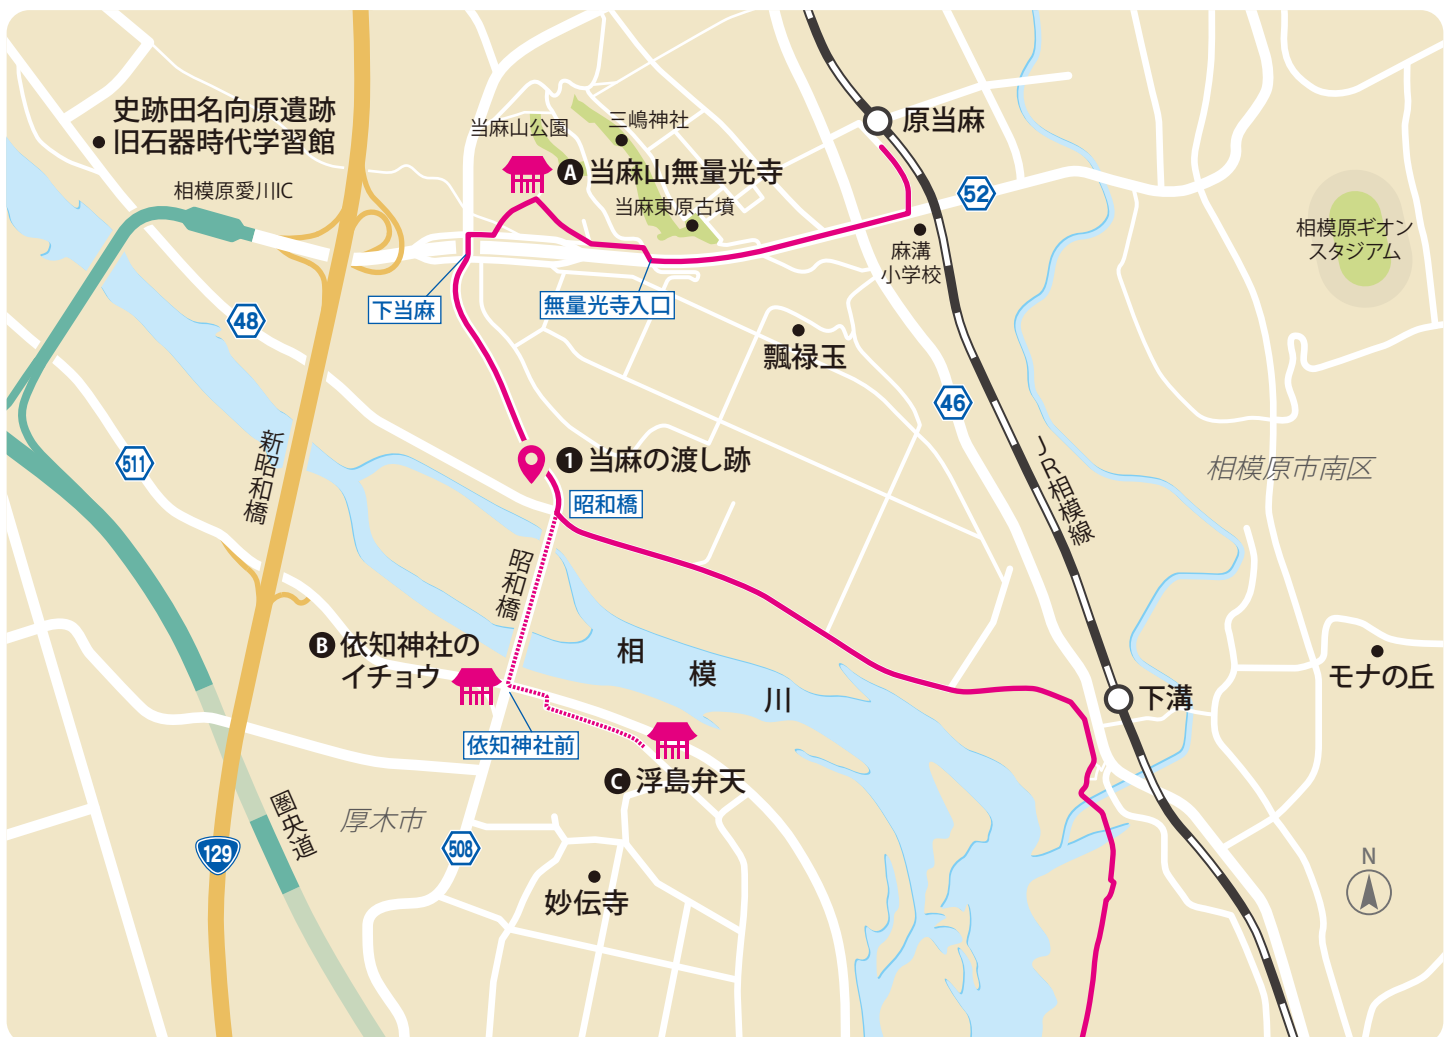 史跡田名向原遺跡
旧石器時代学習館
相模原愛川IC
当麻山公園
三嶋神社
A 当麻山無量光寺
当麻東原古墳
原当麻
52
麻溝
小学校
相模原ギオン
スタジアム
下当麻
無量光寺入口
48
瓢禄玉
46
511
新昭和橋
1 当麻の渡し跡
昭和橋
JR相模線
相模原市南区
昭和橋
B 依知神社の
イチョウ
相模川
モナの丘
下溝
依知神社前
C 浮島弁天
圏央道
厚木市
129
508
妙伝寺
N